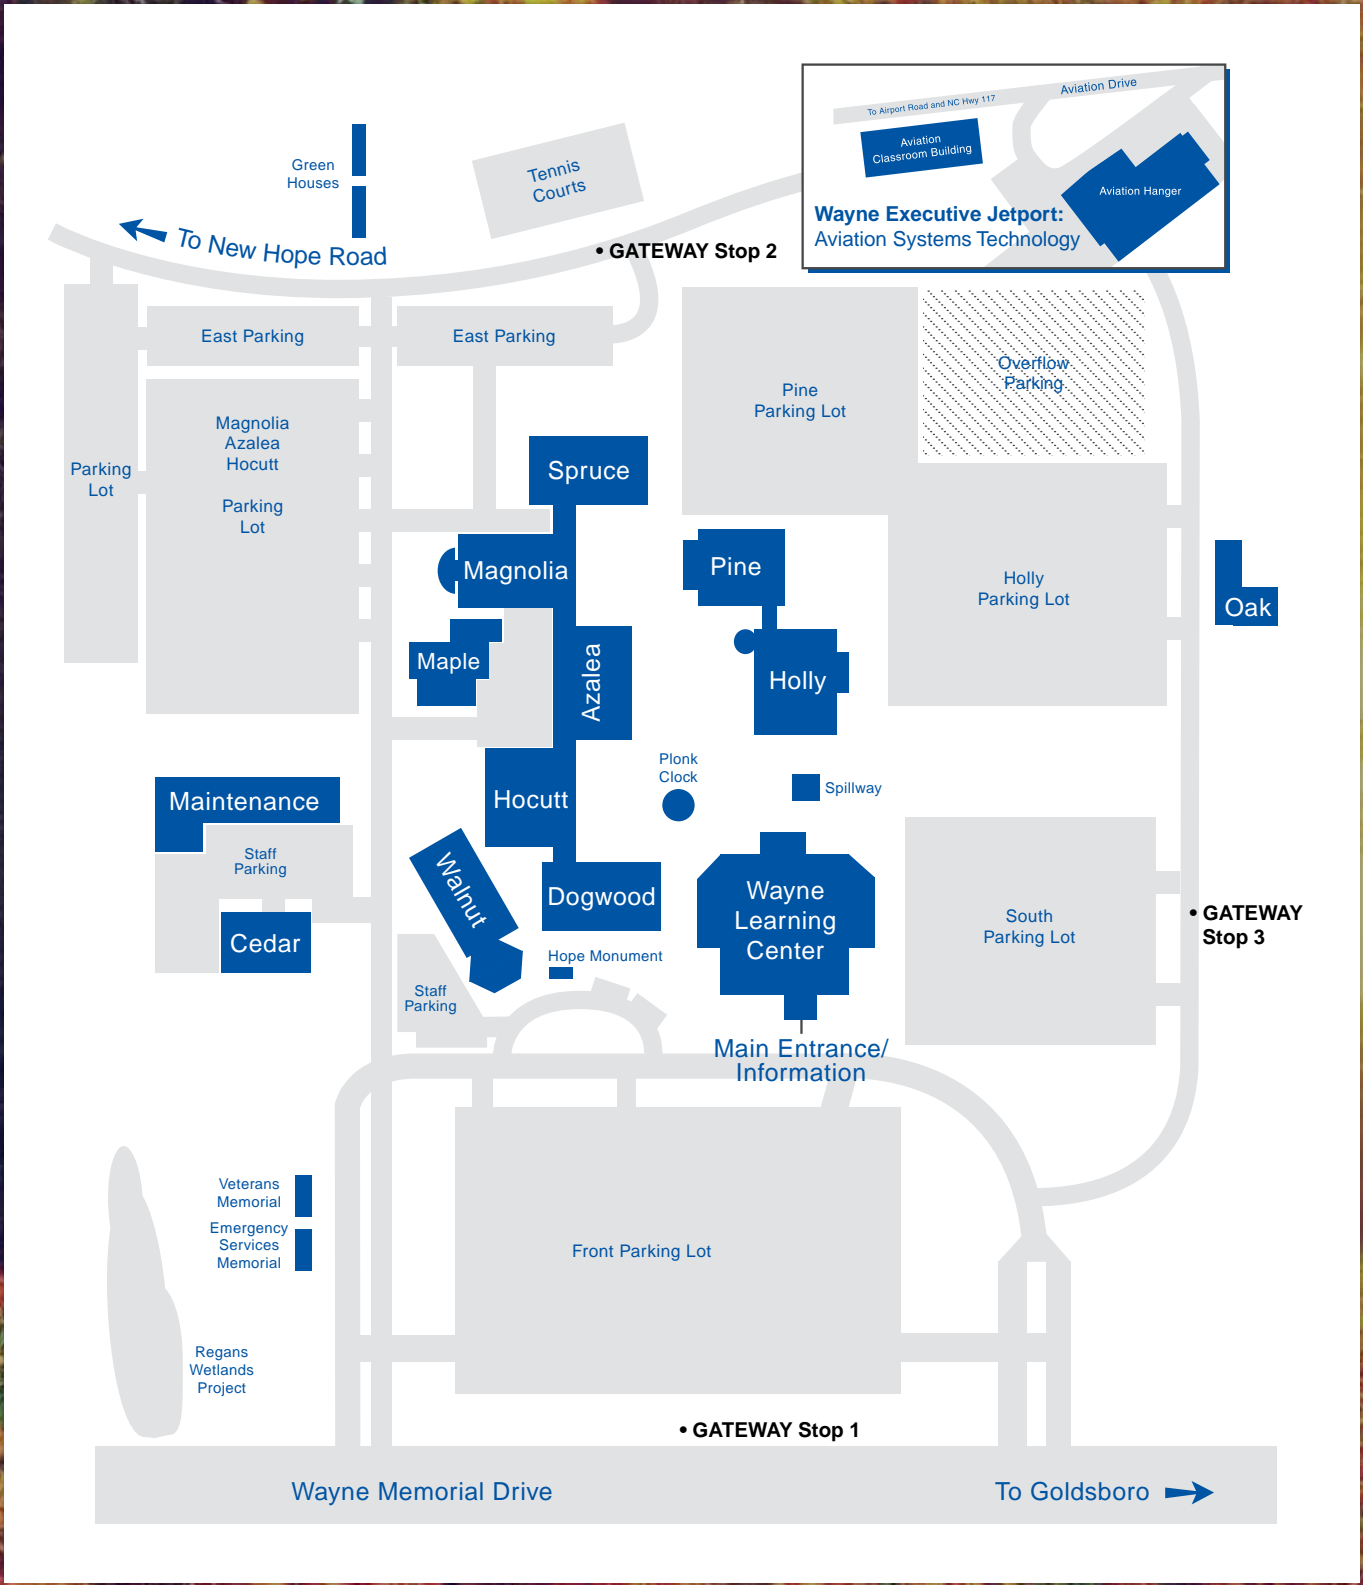 To Airport Road and NC Hwy 117
Aviation Drive
Aviation
Classroom Building
Aviation Hanger
Wayne Executive Jetport:
Aviation Systems Technology
Green
Houses
Tennis
Courts
To New Hope Road
• GATEWAY Stop 2
East Parking
East Parking
Overflow
Parking
Pine
Parking Lot
Magnolia
Azalea
Hocutt
Parking
Lot
Parking
Lot
Spruce
Magnolia
Pine
Holly
Parking Lot
Oak
Maple
Azalea
Holly
Plonk
Clock
Spillway
Maintenance
Hocutt
Staff
Parking
Walnut
Dogwood
Wayne
Learning
Center
South
Parking Lot
• GATEWAY
Stop 3
Cedar
Hope Monument
Staff
Parking
Main Entrance/
Information
Veterans
Memorial
Emergency
Services
Memorial
Front Parking Lot
Regans
Wetlands
Project
• GATEWAY Stop 1
Wayne Memorial Drive
To Goldsboro